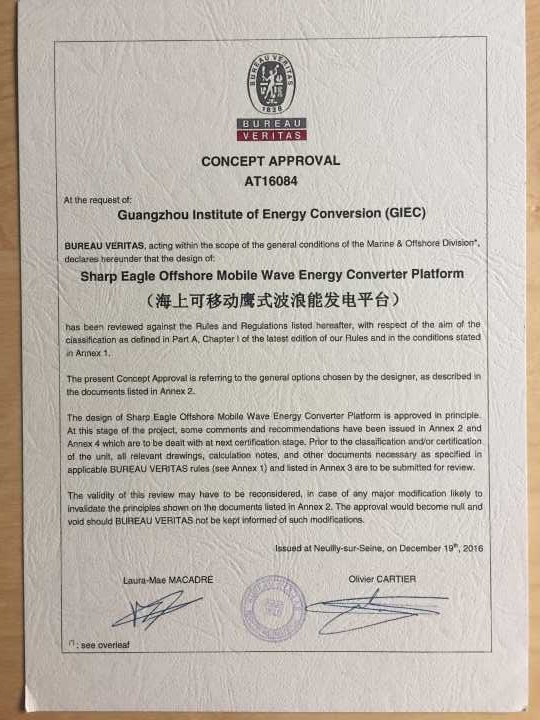 BUREAU VERITAS
1828
BUREAU
VERITAS
CONCEPT APPROVAL
AT16084
At the request of:
Guangzhou Institute of Energy Conversion (GIEC)
BUREAU VERITAS, acting within the scope of the general conditions of the Marine & Offshore Division*,
declares hereunder that the design of:
Sharp Eagle Offshore Mobile Wave Energy Converter Platform
（海上可移动鹰式波浪能发电平台）
has been reviewed against the Rules and Regulations listed hereafter, with respect of the aim of the
classification as defined in Part A, Chapter I of the latest edition of our Rules and in the conditions stated
in Annex 1.
The present Concept Approval is referring to the general options chosen by the designer, as described in
the documents listed in Annex 2.
The design of Sharp Eagle Offshore Mobile Wave Energy Converter Platform is approved in principle.
At this stage of the project, some comments and recommendations have been issued in Annex 2 and
Annex 4 which are to be dealt with at next certification stage. Prior to the classification and/or certification
of the unit, all relevant drawings, calculation notes, and other documents necessary as specified in
applicable BUREAU VERITAS rules (see Annex 1) and listed in Annex 3 are to be submitted for review.
The validity of this review may have to be reconsidered, in case of any major modification likely to
invalidate the principles shown on the documents listed in Annex 2. The approval would become null and
void should BUREAU VERITAS not be kept informed of such modifications.
Issued at Neuilly-sur-Seine, on December 19th, 2016
Laura-Mae MACADRE
Olivier CARTIER
(*) : see overleaf